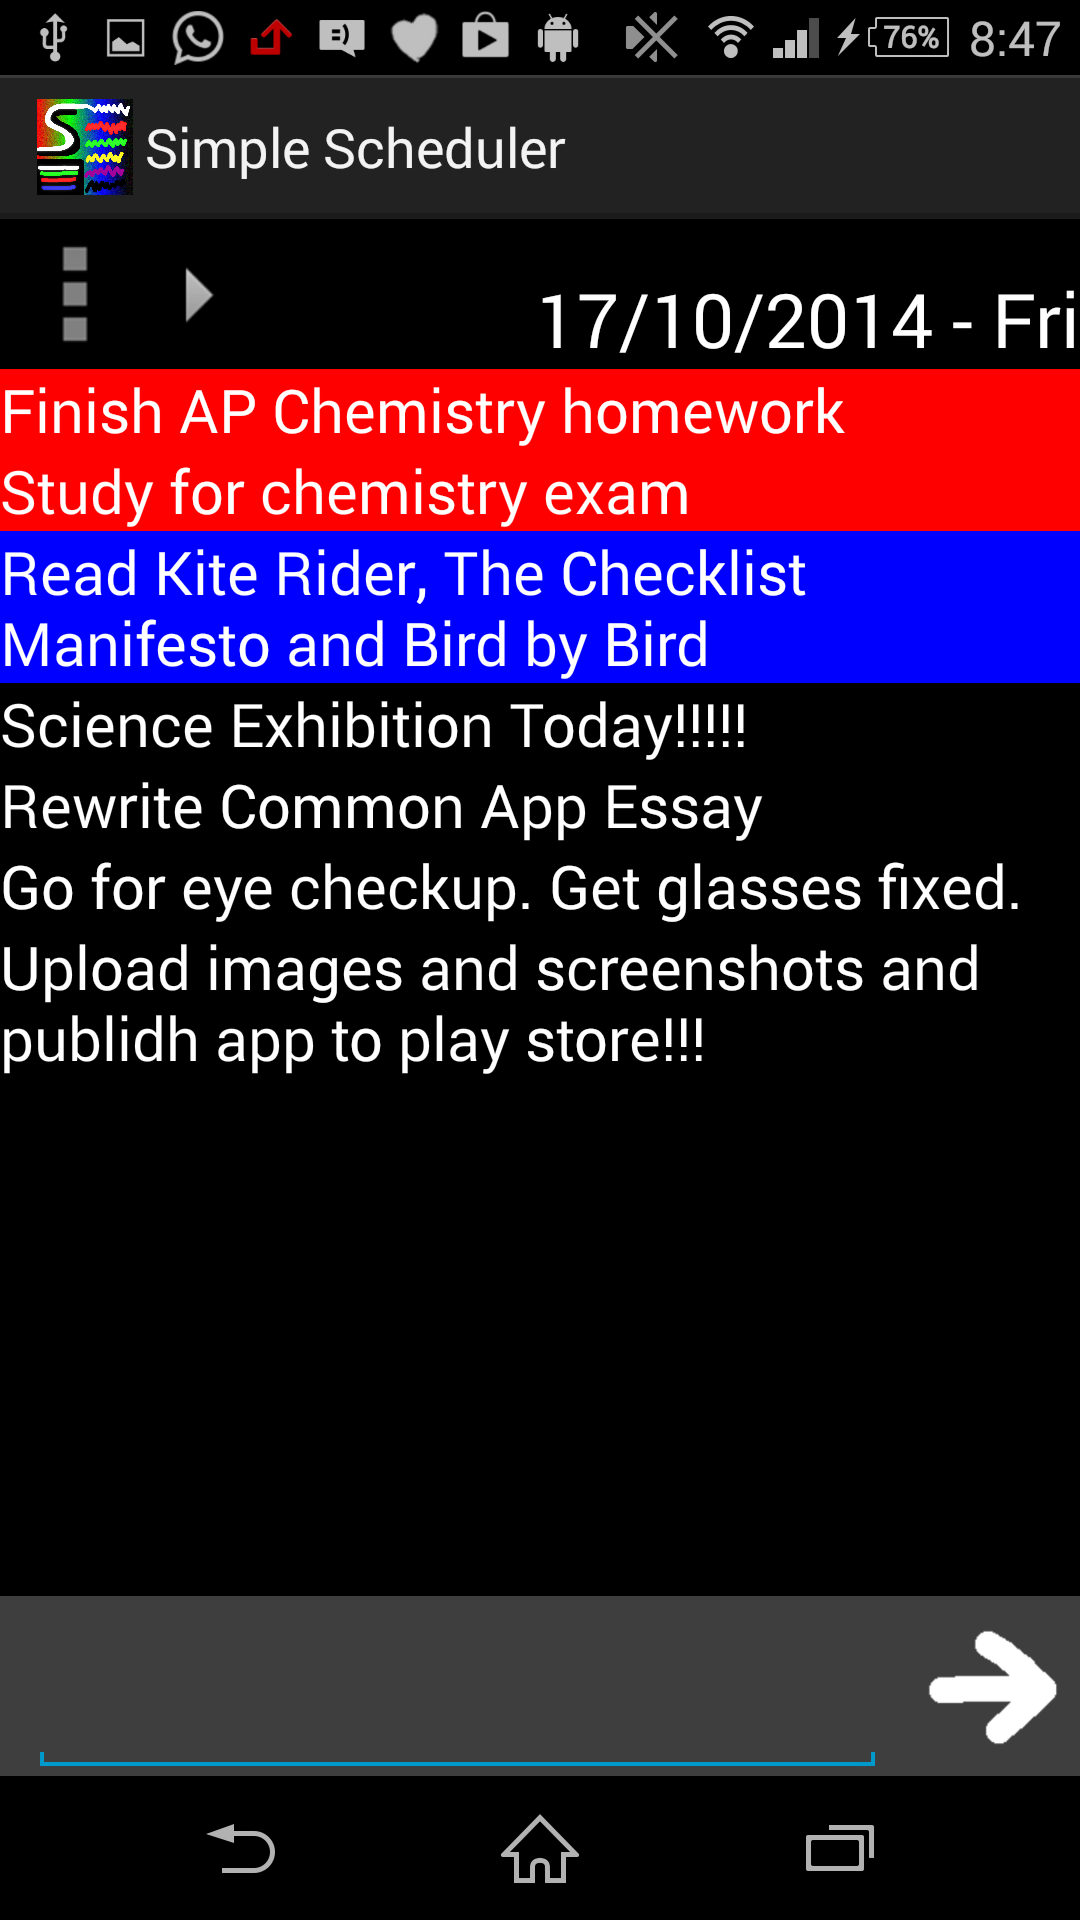 76% 8:47
Simple Scheduler
17/10/2014 - Fri
Finish AP Chemistry homework
Study for chemistry exam
Read Kite Rider, The Checklist
Manifesto and Bird by Bird
Science Exhibition Today!!!!!
Rewrite Common App Essay
Go for eye checkup. Get glasses fixed.
Upload images and screenshots and
publidh app to play store!!!